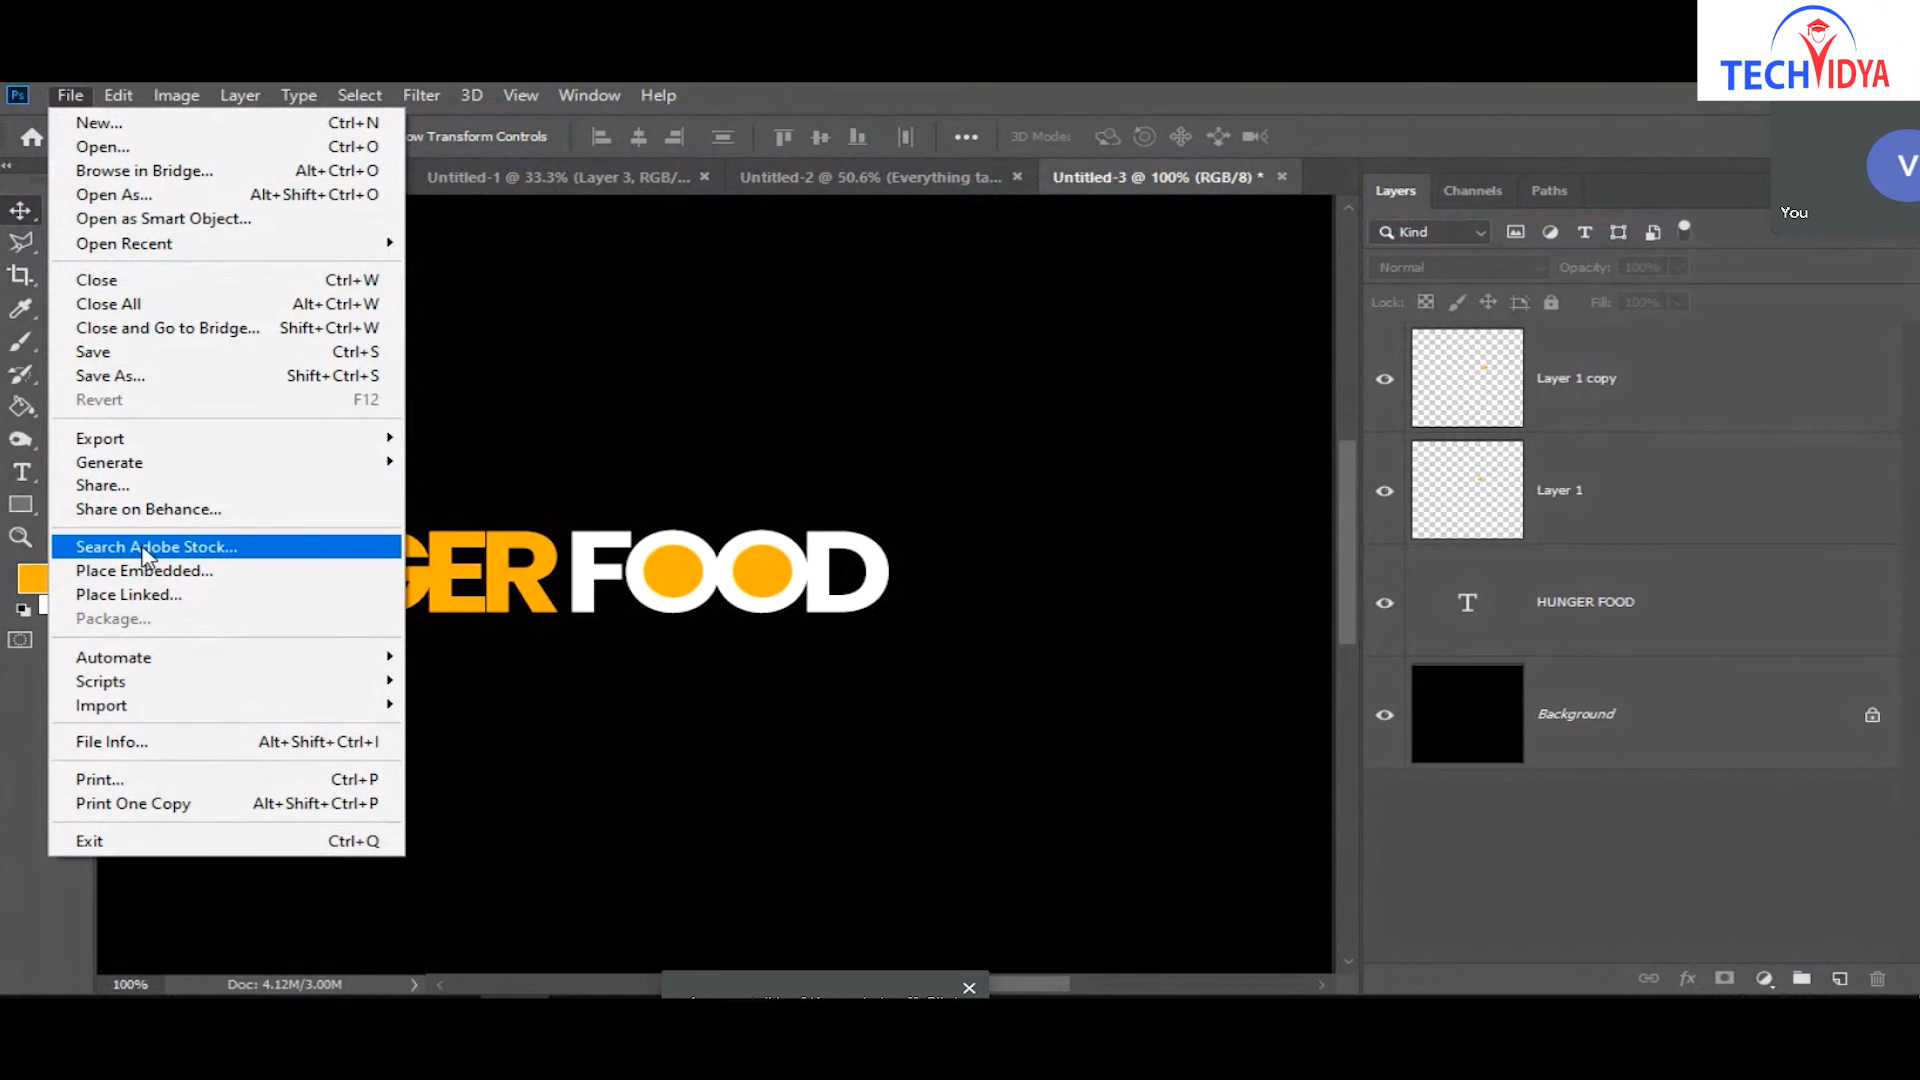 TECHVIDYA
Ps File Edit Image Layer Type Select Filter 3D View Window Help
Transform Controls 3D Mode:
New... Ctrl+N
Open... Ctrl+O
Browse in Bridge... Alt+Ctrl+O
Open As... Alt+Shift+Ctrl+O
Open as Smart Object...
Open Recent
Close Ctrl+W
Close All Alt+Ctrl+W
Close and Go to Bridge... Shift+Ctrl+W
Save Ctrl+S
Save As... Shift+Ctrl+S
Revert F12
Export
Generate
Share...
Share on Behance...
Search Adobe Stock...
Place Embedded...
Place Linked...
Package...
Automate
Scripts
Import
File Info... Alt+Shift+Ctrl+I
Print... Ctrl+P
Print One Copy Alt+Shift+Ctrl+P
Exit Ctrl+Q
Untitled-1 @ 33.3% (Layer 3, RGB/... Untitled-2 @ 50.6% (Everything ta... Untitled-3 @ 100% (RGB/8) *
GER FOOD
100% Doc: 4.12M/3.00M
V
You
Layers Channels Paths
Kind
Normal Opacity: 100%
Lock: Fill: 100%
Layer 1 copy
Layer 1
T HUNGER FOOD
Background
fx